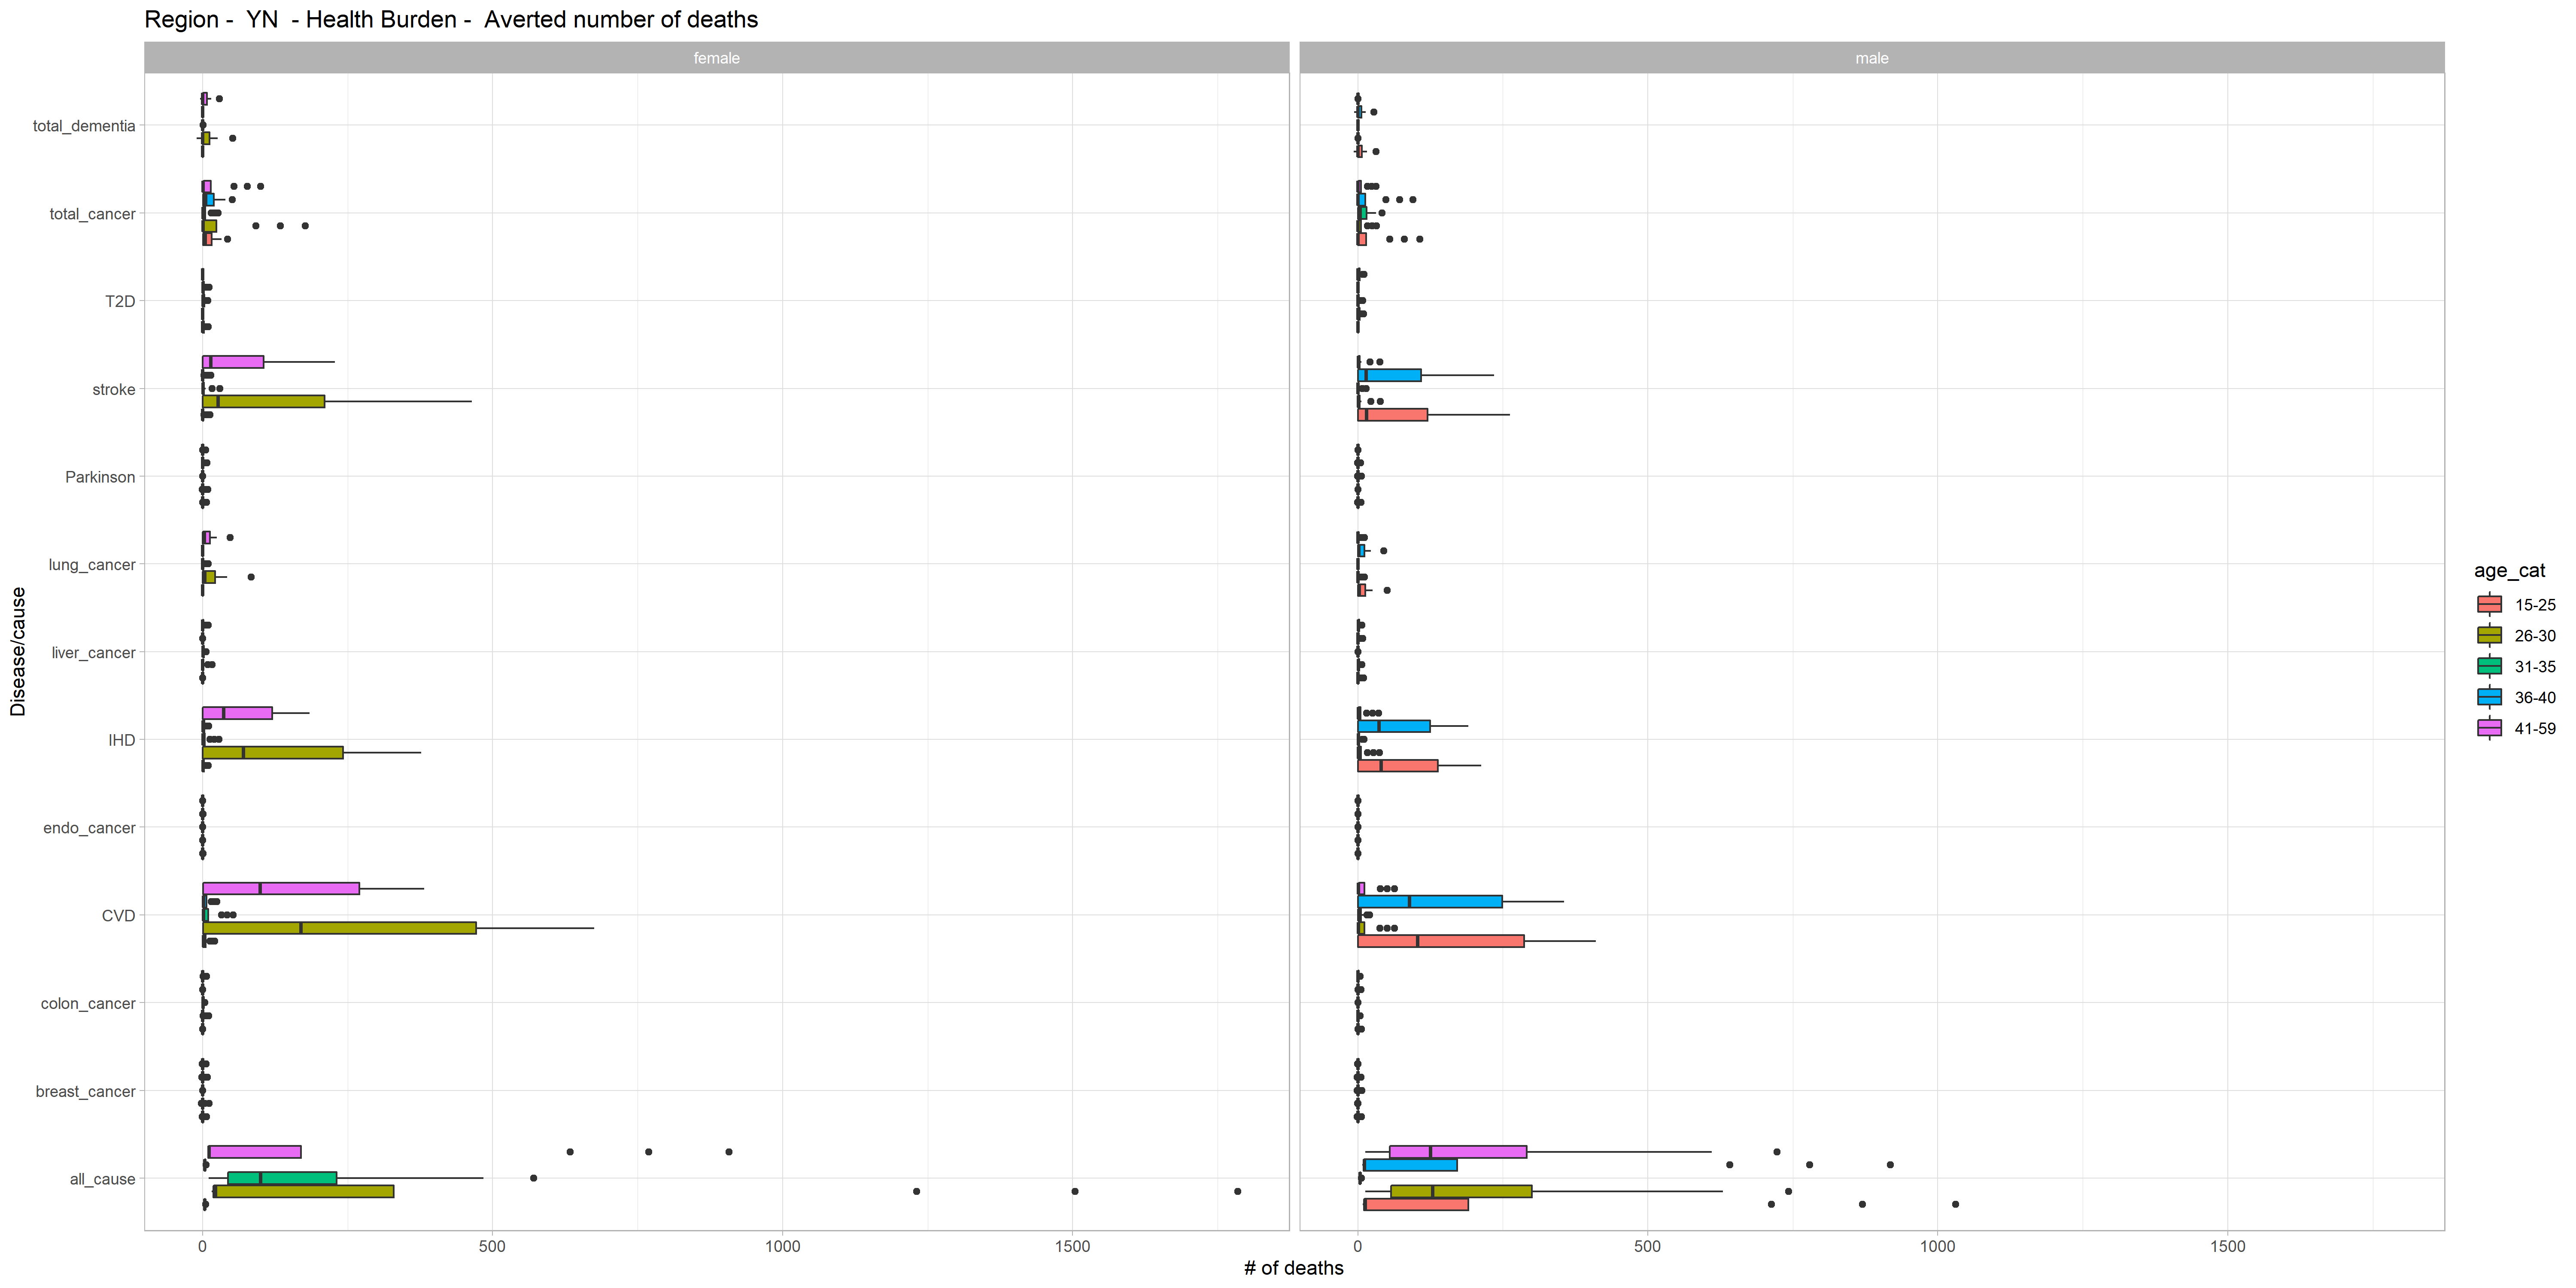 Region -  YN  - Health Burden -  Averted number of deaths
female
male
total_dementia
total_cancer
T2D
stroke
Parkinson
lung_cancer
liver_cancer
IHD
endo_cancer
CVD
colon_cancer
breast_cancer
all_cause
Disease/cause
0
500
1000
1500
0
500
1000
1500
# of deaths
age_cat
15-25
26-30
31-35
36-40
41-59